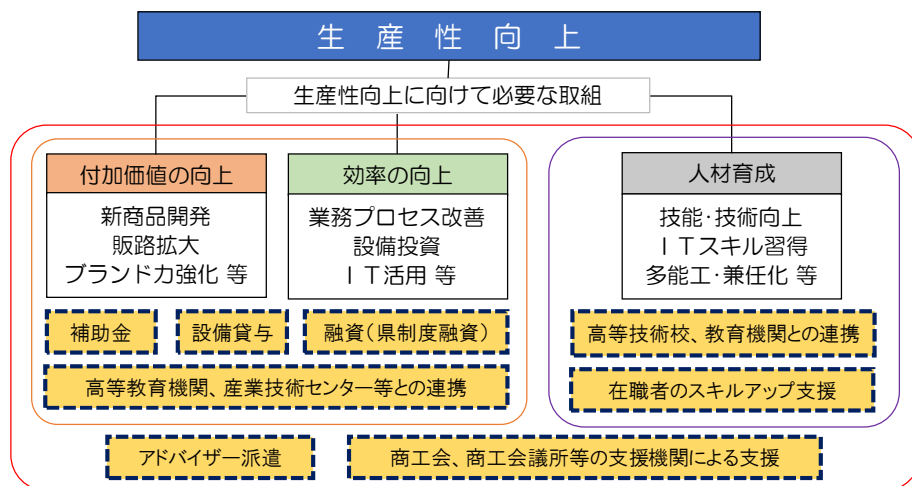 生産性向上
生産性向上に向けて必要な取組
付加価値の向上
新商品開発
販路拡大
ブランド力強化 等
効率の向上
業務プロセス改善
設備投資
ＩＴ活用 等
人材育成
技能・技術向上
ＩＴスキル習得
多能工・兼任化 等
補助金
設備貸与
融資（県制度融資）
高等教育機関、産業技術センター等との連携
高等技術校、教育機関との連携
在職者のスキルアップ支援
アドバイザー派遣
商工会、商工会議所等の支援機関による支援